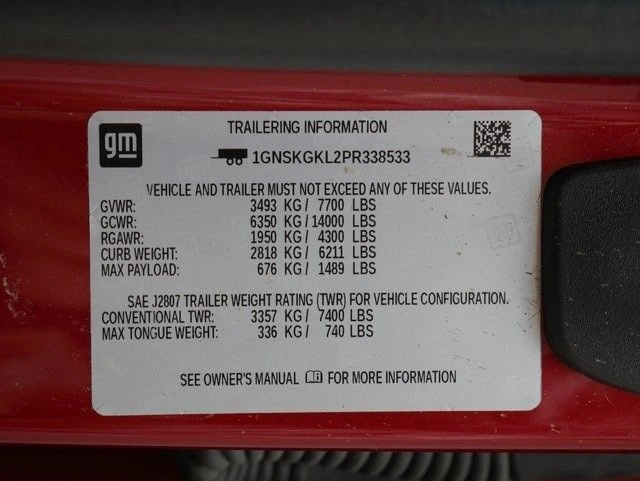 gm
TRAILERING INFORMATION
1GNSKGKL2PR338533
VEHICLE AND TRAILER MUST NOT EXCEED ANY OF THESE VALUES.
GVWR: 3493 KG / 7700 LBS
GCWR: 6350 KG / 14000 LBS
RGAWR: 1950 KG / 4300 LBS
CURB WEIGHT: 2818 KG / 6211 LBS
MAX PAYLOAD: 676 KG / 1489 LBS
SAE J2807 TRAILER WEIGHT RATING (TWR) FOR VEHICLE CONFIGURATION.
CONVENTIONAL TWR: 3357 KG / 7400 LBS
MAX TONGUE WEIGHT: 336 KG / 740 LBS
SEE OWNER'S MANUAL FOR MORE INFORMATION